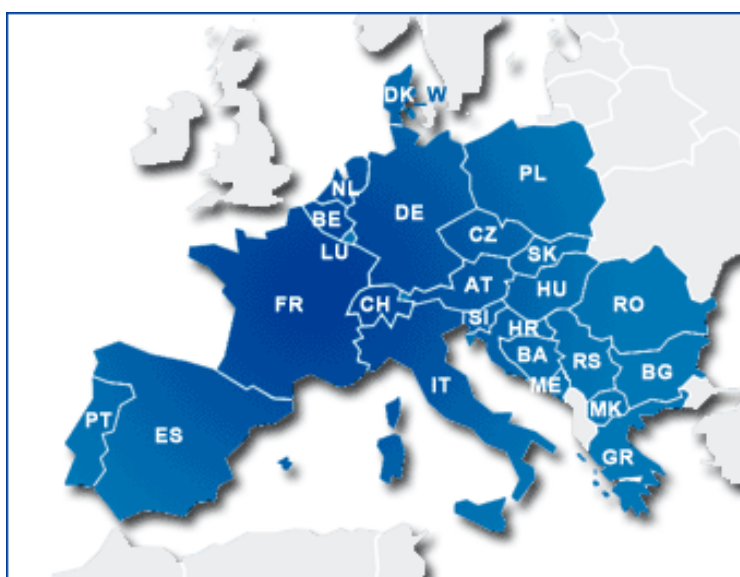 DK_W
PL
NL
BE
DE
CZ
LU
SK
AT
HU
FR
CH
RO
SI
HR
BA
RS
BG
IT
ME
MK
PT
ES
GR